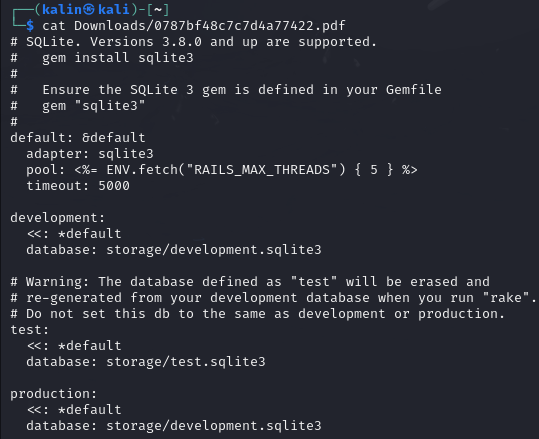 ┌──(kalin㉿kali)-[~]
└─$ cat Downloads/0787bf48c7c7d4a77422.pdf
# SQLite. Versions 3.8.0 and up are supported.
#   gem install sqlite3
#
#   Ensure the SQLite 3 gem is defined in your Gemfile
#   gem "sqlite3"
#
default: &default
  adapter: sqlite3
  pool: <%= ENV.fetch("RAILS_MAX_THREADS") { 5 } %>
  timeout: 5000

development:
  <<: *default
  database: storage/development.sqlite3

# Warning: The database defined as "test" will be erased and
# re-generated from your development database when you run "rake".
# Do not set this db to the same as development or production.
test:
  <<: *default
  database: storage/test.sqlite3

production:
  <<: *default
  database: storage/development.sqlite3